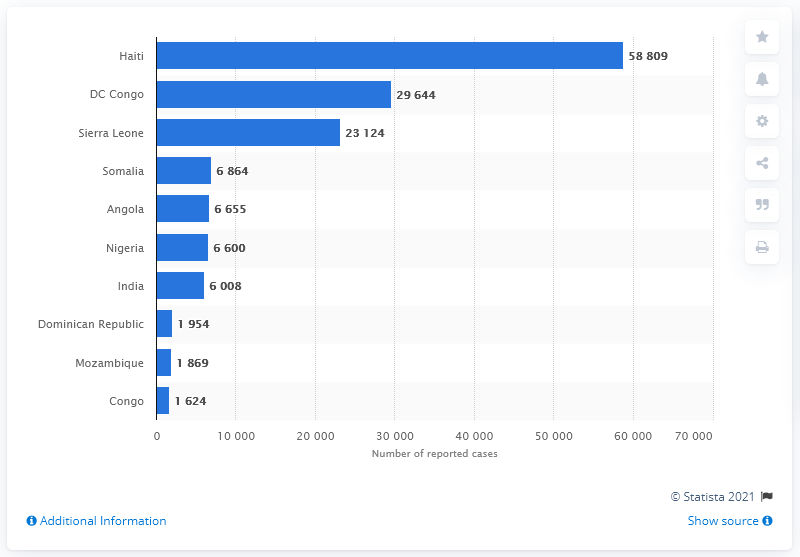 Haiti 58 809
DC Congo 29 644
Sierra Leone 23 124
Somalia 6 864
Angola 6 655
Nigeria 6 600
India 6 008
Dominican Republic 1 954
Mozambique 1 869
Congo 1 624
0 10 000 20 000 30 000 40 000 50 000 60 000 70 000
Number of reported cases
© Statista 2021
Additional Information Show source